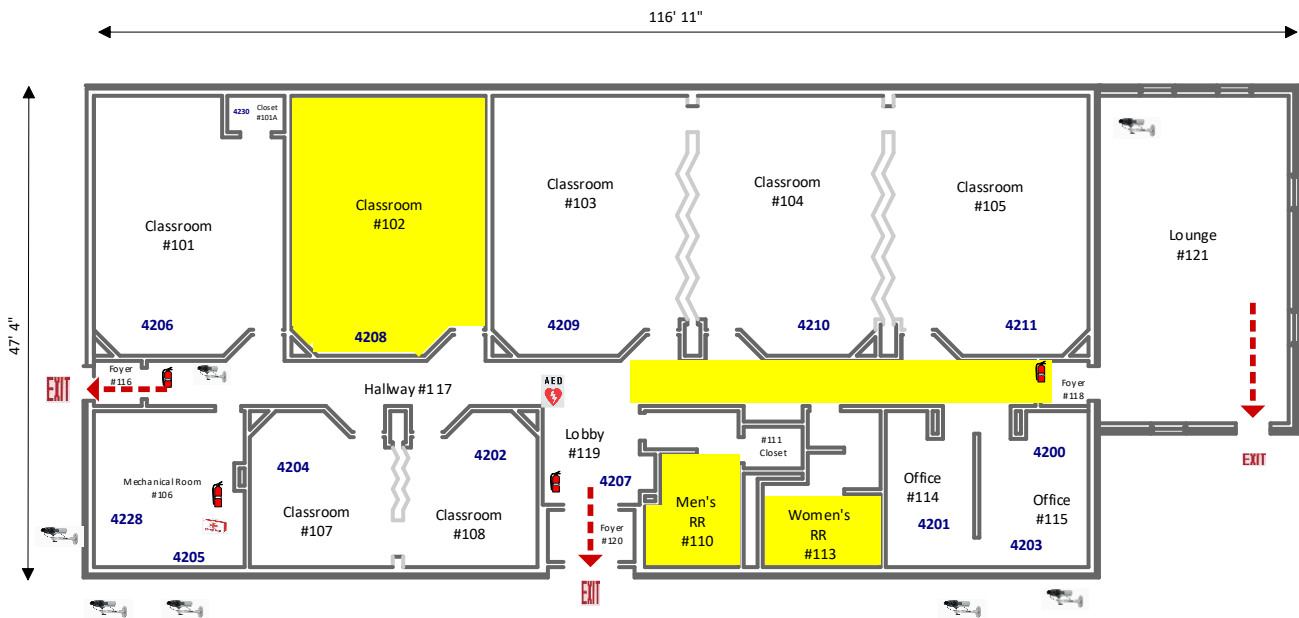 116' 11"
47' 4"
4230
Closet
#101A
Classroom
#101
4206
Classroom
#102
4208
Classroom
#103
4209
Classroom
#104
4210
Classroom
#105
4211
Lounge
#121
EXIT
Foyer
#116
EXIT
Hallway #117
AED
Foyer
#118
Mechanical Room
#106
4228
4205
4204
Classroom
#107
4202
Classroom
#108
Lobby
#119
4207
Foyer
#120
EXIT
Men's
RR
#110
#111
Closet
Women's
RR
#113
Office
#114
4201
4200
Office
#115
4203